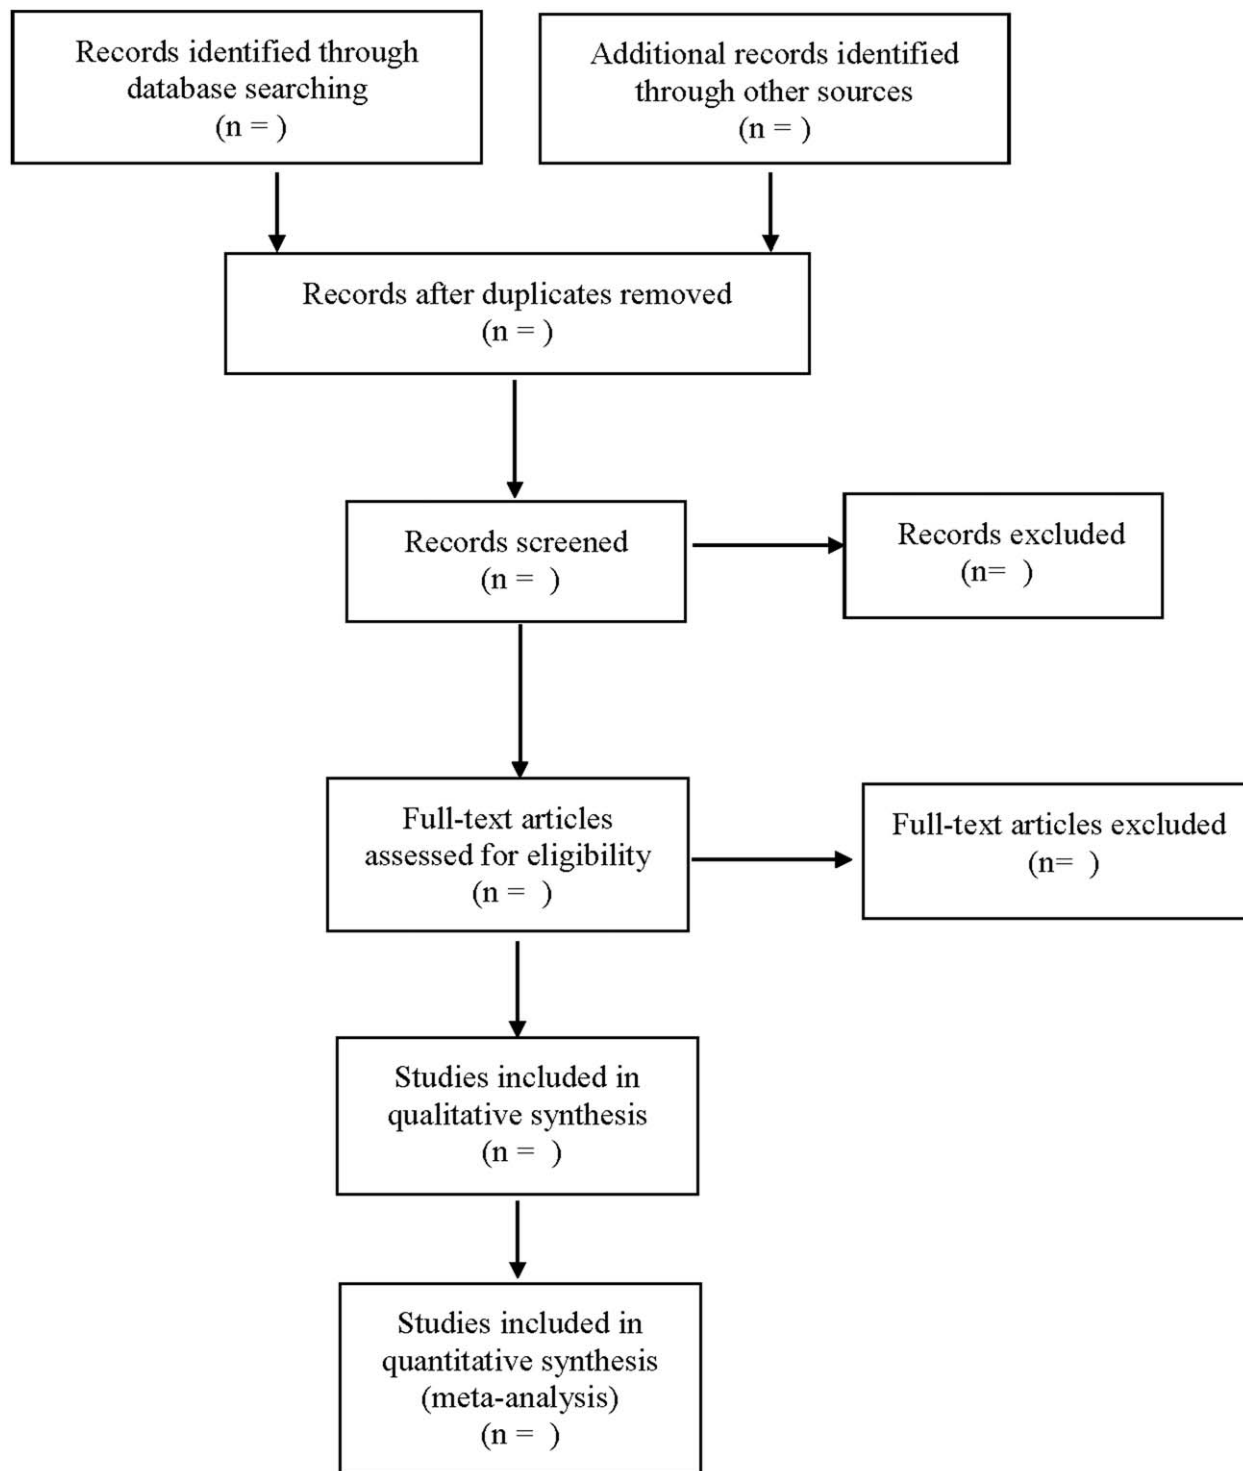 Records identified through
database searching
(n = )
Additional records identified
through other sources
(n = )
Records after duplicates removed
(n = )
Records screened
(n =  )
Records excluded
(n=  )
Full-text articles
assessed for eligibility
(n =  )
Full-text articles excluded
(n=  )
Studies included in
qualitative synthesis
(n =  )
Studies included in
quantitative synthesis
(meta-analysis)
(n =  )